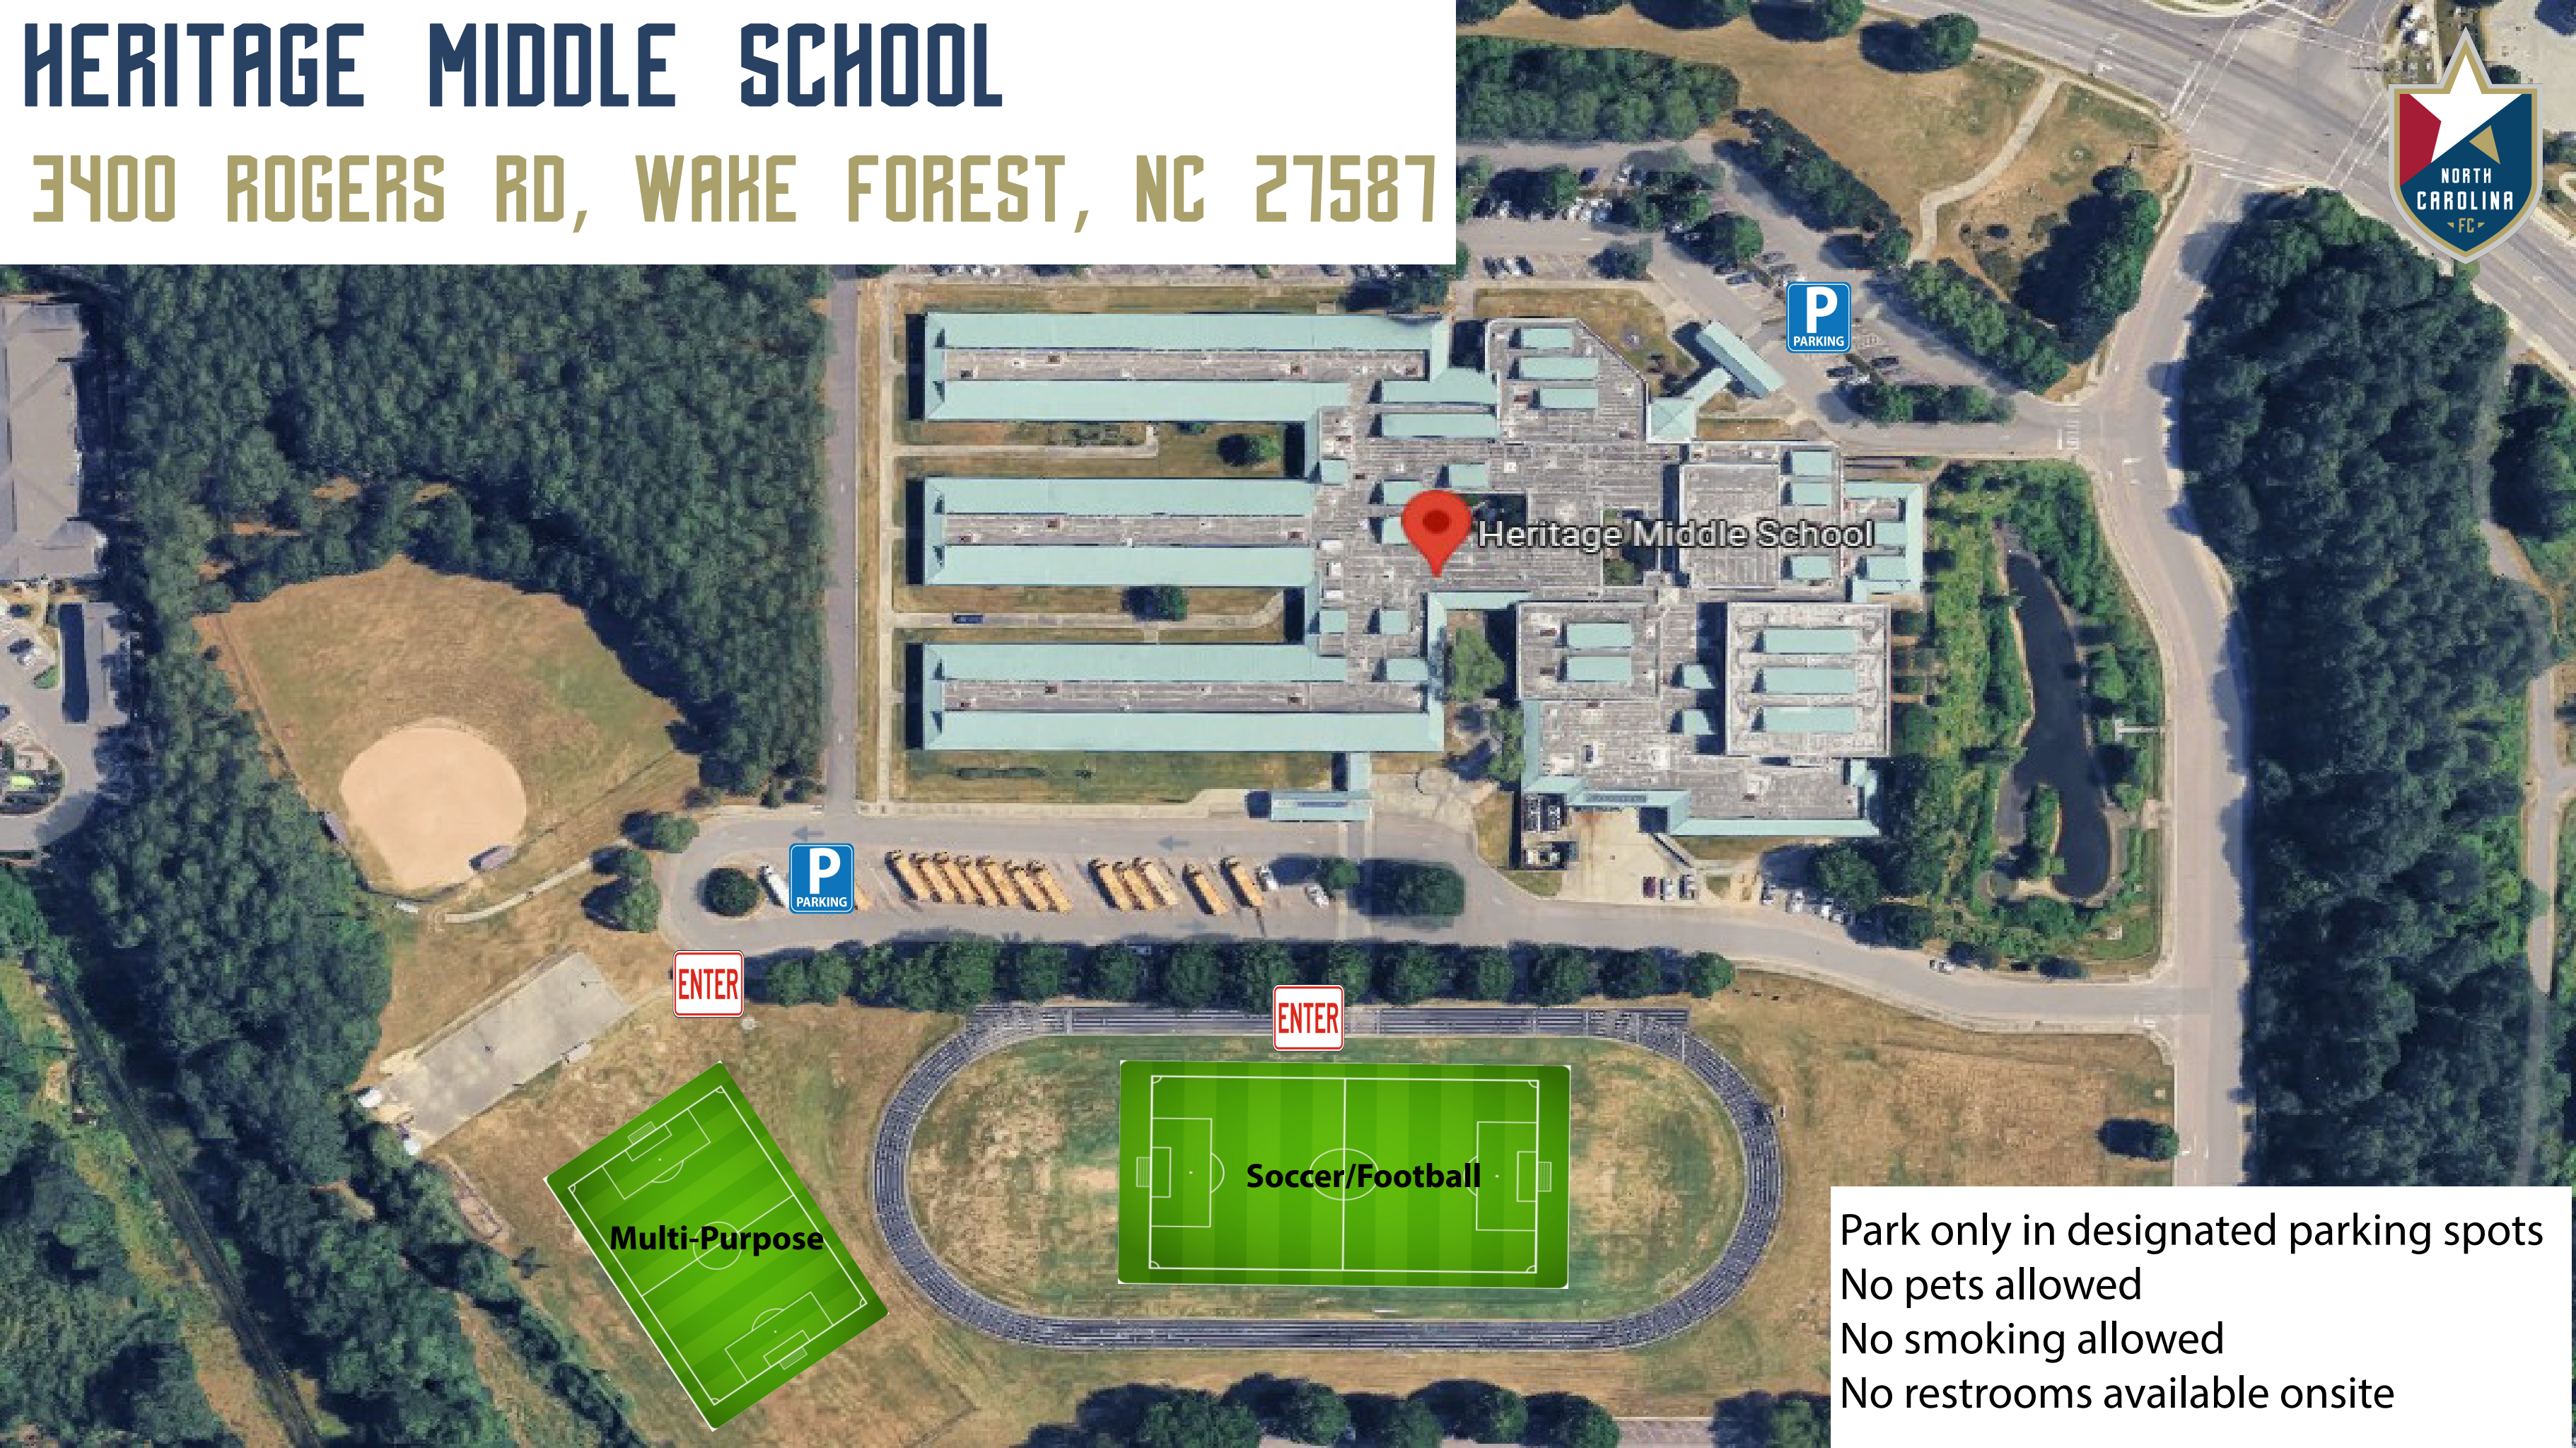 HERITAGE MIDDLE SCHOOL
3400 ROGERS RD, WAKE FOREST, NC 27587
NORTH
CAROLINA
FC
P
PARKING
Heritage Middle School
P
PARKING
ENTER
ENTER
Soccer/Football
Multi-Purpose
Park only in designated parking spots
No pets allowed
No smoking allowed
No restrooms available onsite